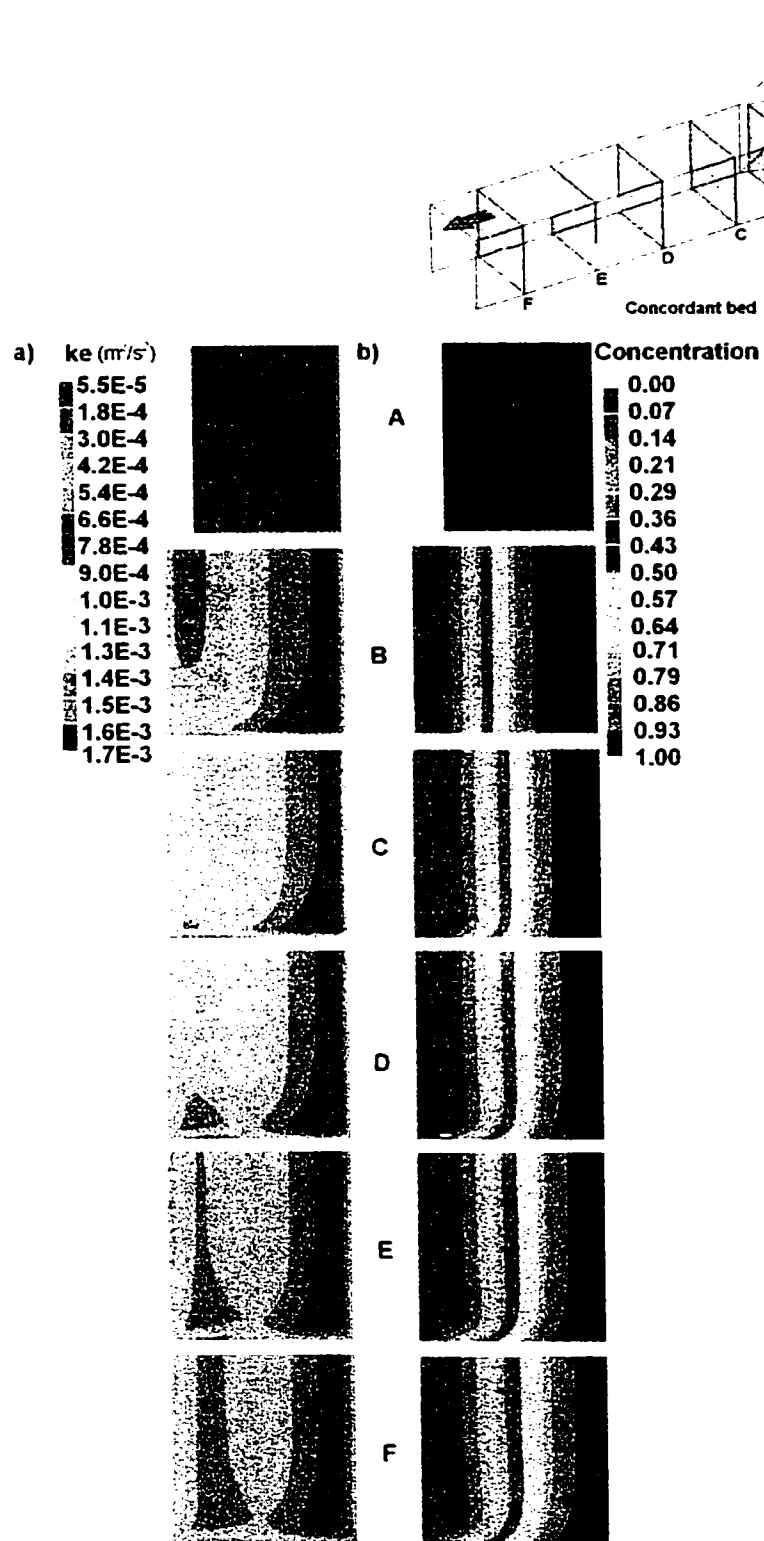 C
D
E
F
Concordant bed
a) ke (m²/s²) b) Concentration
5.5E-5
1.8E-4
3.0E-4
4.2E-4
5.4E-4
6.6E-4
7.8E-4
9.0E-4
1.0E-3
1.1E-3
1.3E-3
1.4E-3
1.5E-3
1.6E-3
1.7E-3
0.00
0.07
0.14
0.21
0.29
0.36
0.43
0.50
0.57
0.64
0.71
0.79
0.86
0.93
1.00
A
B
C
D
E
F